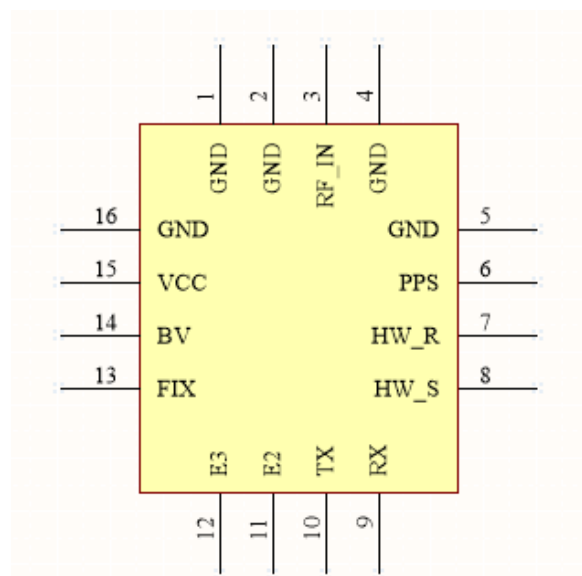 1 2 3 4
GND GND RF_IN GND
16 GND GND 5
15 VCC PPS 6
14 BV HW_R 7
13 FIX HW_S 8
E3 E2 TX RX
12 11 10 9